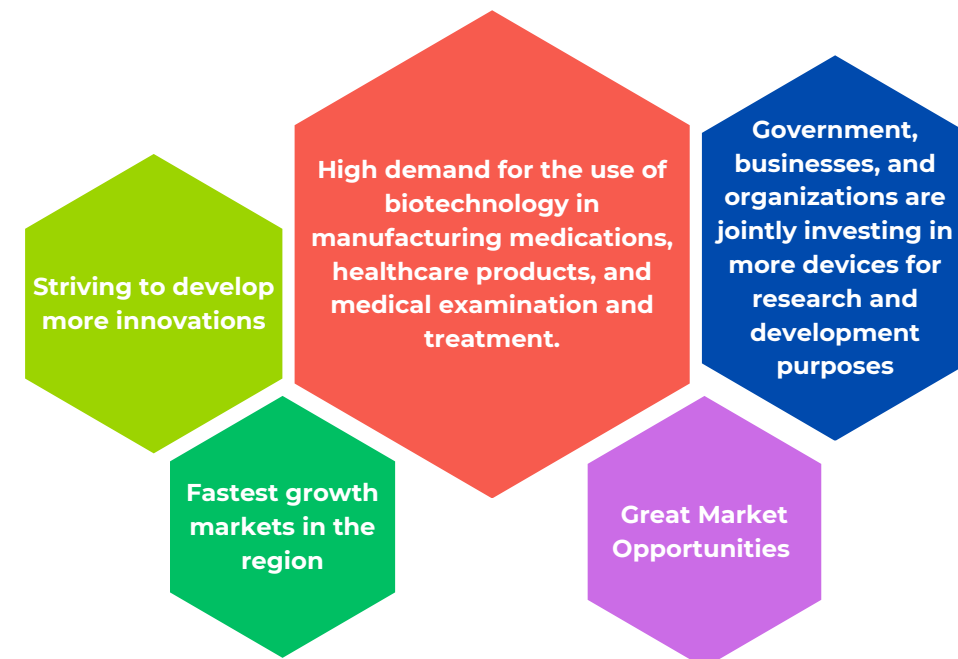 Striving to develop
more innovations
High demand for the use of
biotechnology in
manufacturing medications,
healthcare products, and
medical examination and
treatment.
Government,
businesses, and
organizations are
jointly investing in
more devices for
research and
development
purposes
Fastest growth
markets in the
region
Great Market
Opportunities